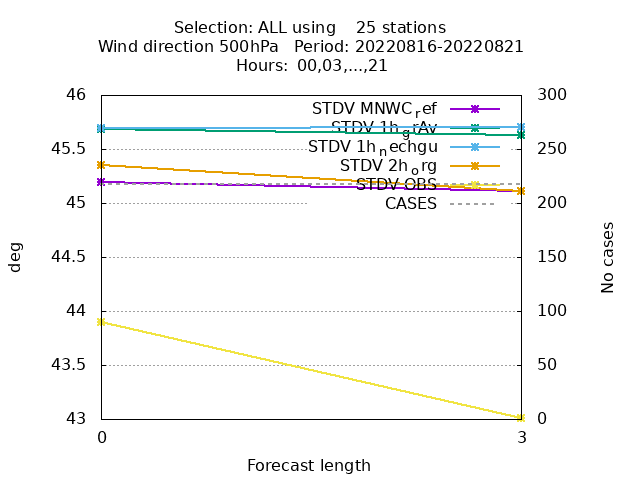 Selection: ALL using    25 stations
Wind direction 500hPa   Period: 20220816-20220821
Hours: 00,03,...,21
46
45.5
45
44.5
44
43.5
43
deg
STDV MNWC_ref
STDV 1h_grAv
STDV 1h_nechgu
STDV 2h_org
STDV OBS
CASES
300
250
200
150
100
50
0
No cases
0
3
Forecast length